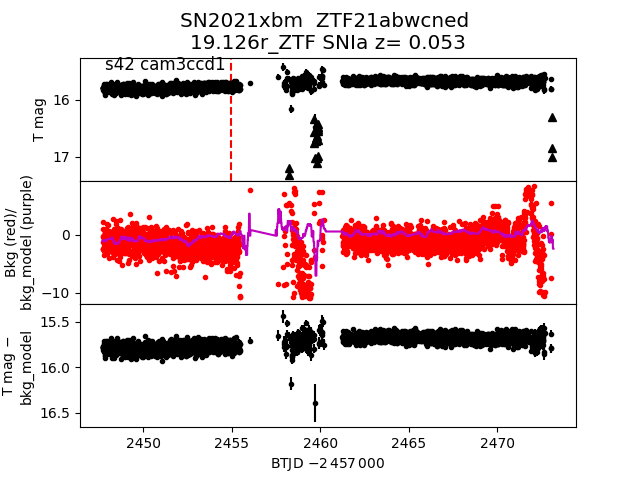 SN2021xbm  ZTF21abwcned
19.126r_ZTF SNIa z= 0.053
s42 cam3ccd1
T mag
16
17
Bkg (red)/
bkg_model (purple)
0
−10
T mag −
bkg_model
15.5
16.0
16.5
2450
2455
2460
2465
2470
BTJD −2 457 000